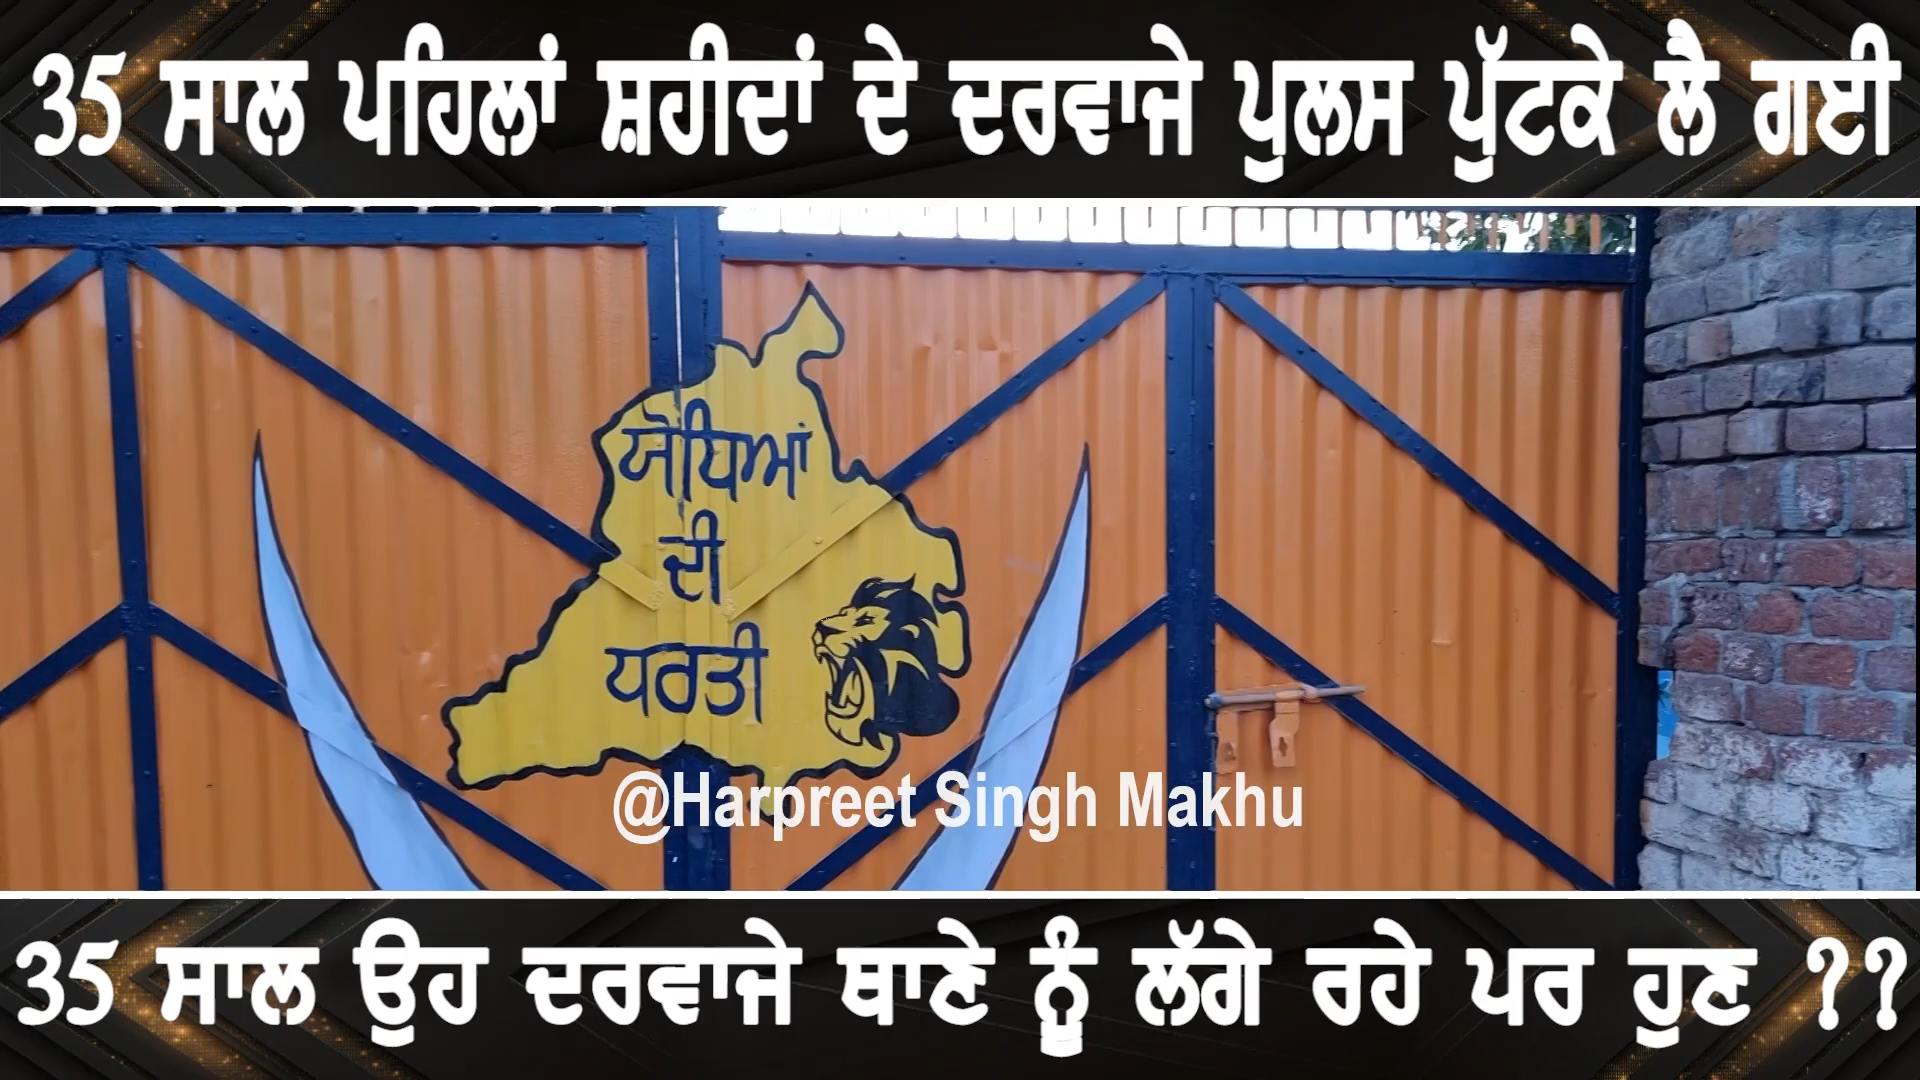 35 ਸਾਲ ਪਹਿਲਾਂ ਸ਼ਹੀਦਾਂ ਦੇ ਦਰਵਾਜੇ ਪੁਲਸ ਪੁੱਟਕੇ ਲੈ ਗਈ
ਯੋਧਿਆਂ
ਦੀ
ਧਰਤੀ
@Harpreet Singh Makhu
35 ਸਾਲ ਉਹ ਦਰਵਾਜੇ ਥਾਣੇ ਨੂੰ ਲੱਗੇ ਰਹੇ ਪਰ ਹੁਣ ??